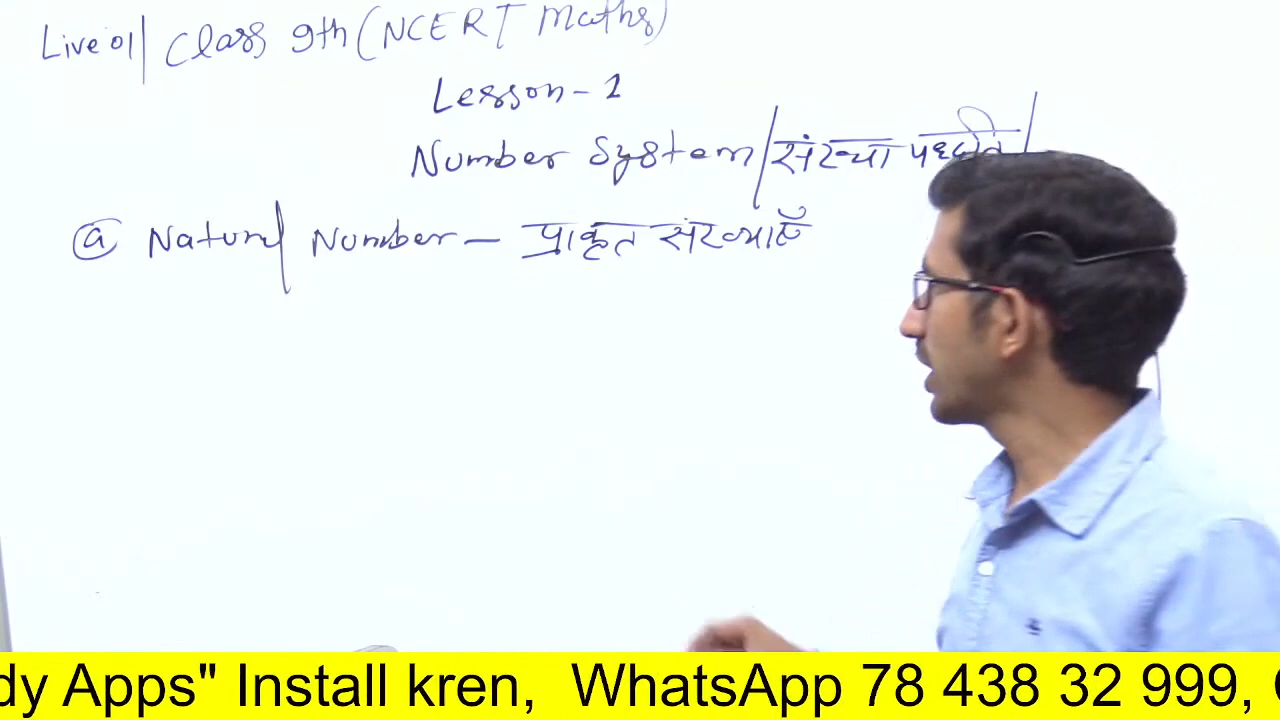 Live 01| Class 9th (NCERT Maths)
Lesson-1
Number System/संख्या पद्धति/
(a) Natural Number - प्राकृत संख्याएँ
dy Apps" Install kren, WhatsApp 78 438 32 999,